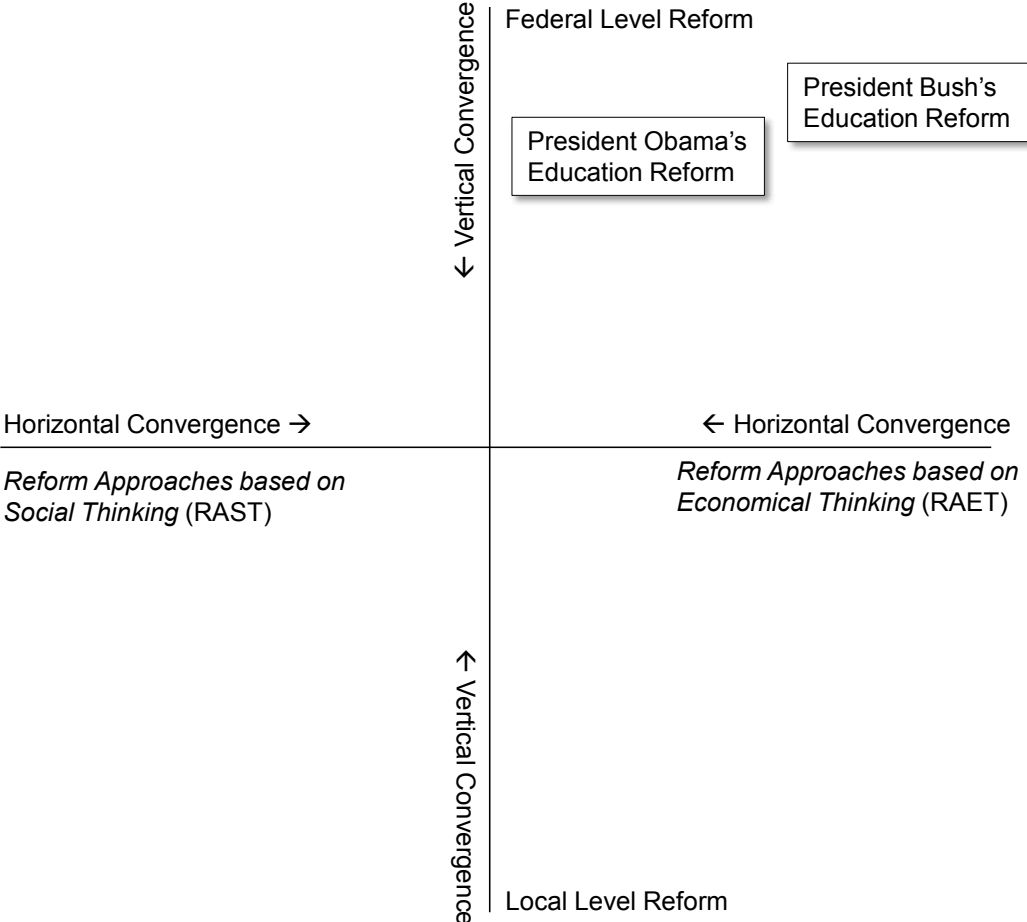 Federal Level Reform
← Vertical Convergence
President Bush’s
Education Reform
President Obama’s
Education Reform
Horizontal Convergence →
← Horizontal Convergence
Reform Approaches based on
Social Thinking (RAST)
Reform Approaches based on
Economical Thinking (RAET)
← Vertical Convergence
Local Level Reform